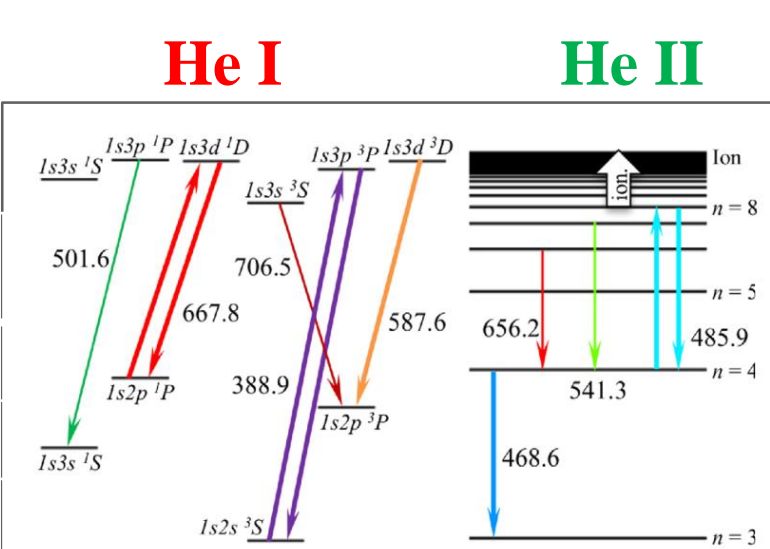 He I
He II
1s3s ¹S
1s3p ¹P
1s3d ¹D
1s3s ³S
1s3p ³P
1s3d ³D
Ion
ion.
n = 8
501.6
667.8
706.5
587.6
n = 5
656.2
485.9
388.9
1s2p ¹P
1s2p ³P
n = 4
541.3
1s3s ¹S
468.6
1s2s ³S
n = 3